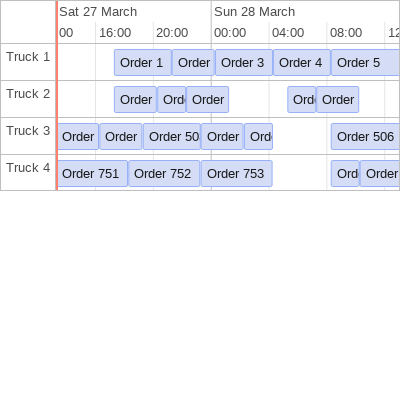 Sat 27 March Sun 28 March
00 16:00 20:00 00:00 04:00 08:00 12
Truck 1 Order 1 Order Order 3 Order 4 Order 5
Truck 2 Order Ord Order Ord Order
Truck 3 Order Order Order 50 Order Ord Order 506
Truck 4 Order 751 Order 752 Order 753 Ord Order